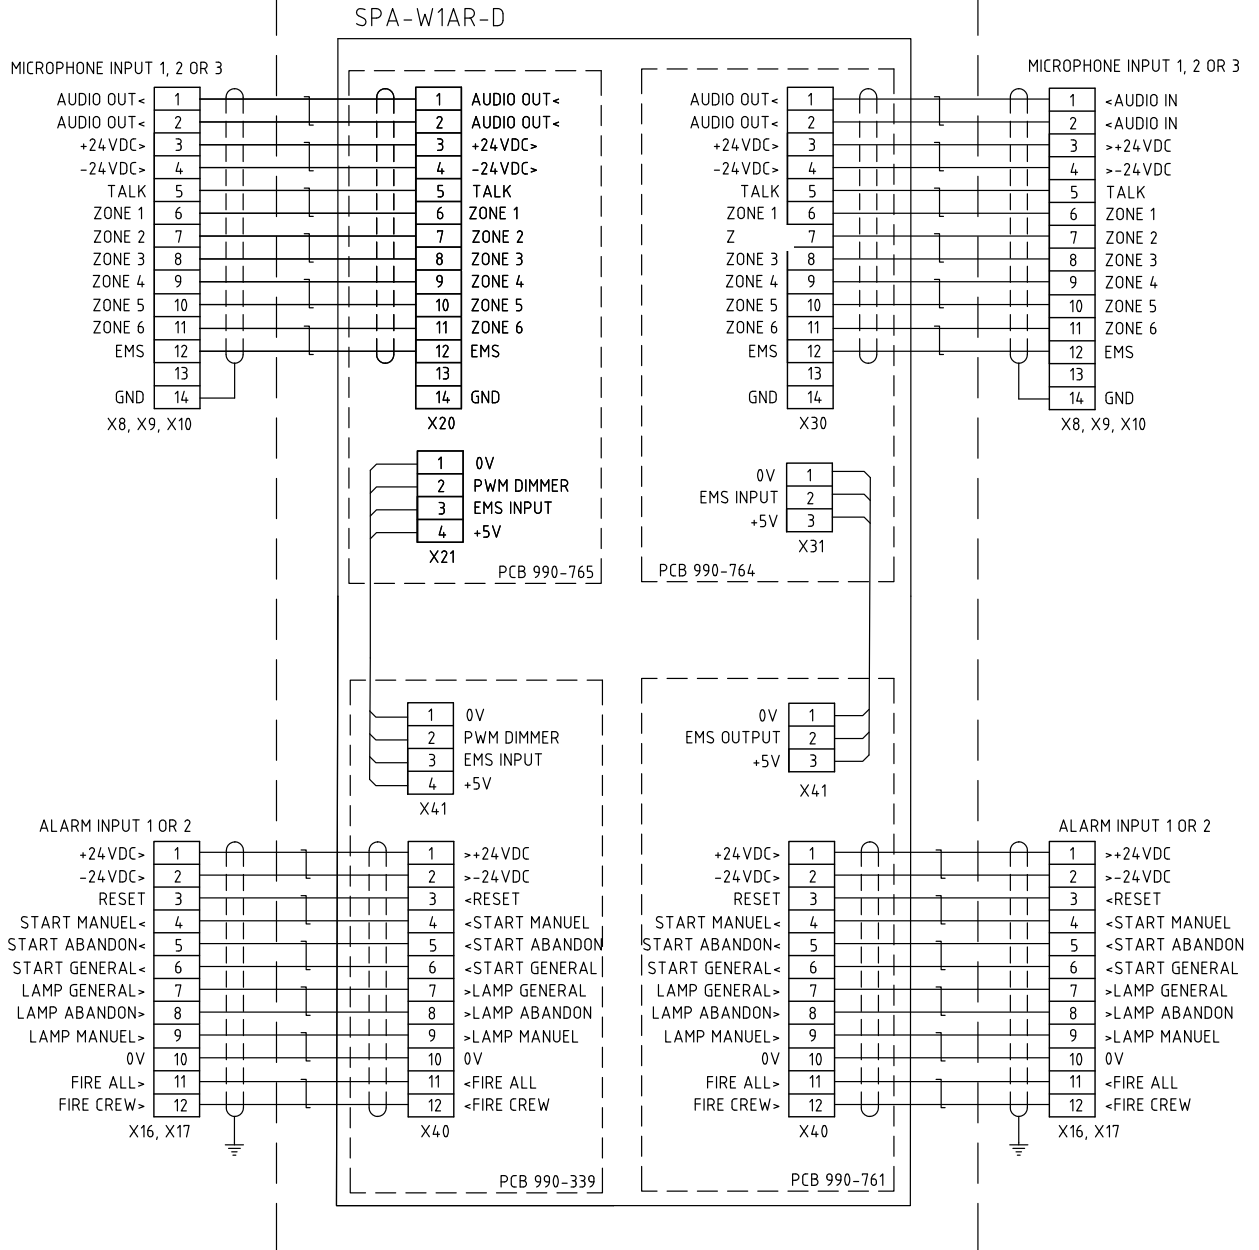 SPA-W1AR-D
MICROPHONE INPUT 1, 2 OR 3
AUDIO OUT< 1
AUDIO OUT< 2
+24VDC> 3
-24VDC> 4
TALK 5
ZONE 1 6
ZONE 2 7
ZONE 3 8
ZONE 4 9
ZONE 5 10
ZONE 6 11
EMS 12
13
GND 14
X8, X9, X10
1 AUDIO OUT<
2 AUDIO OUT<
3 +24VDC>
4 -24VDC>
5 TALK
6 ZONE 1
7 ZONE 2
8 ZONE 3
9 ZONE 4
10 ZONE 5
11 ZONE 6
12 EMS
13
14 GND
X20
1 0V
2 PWM DIMMER
3 EMS INPUT
4 +5V
X21
PCB 990-765
AUDIO OUT< 1
AUDIO OUT< 2
+24VDC> 3
-24VDC> 4
TALK 5
ZONE 1 6
Z 7
ZONE 3 8
ZONE 4 9
ZONE 5 10
ZONE 6 11
EMS 12
13
GND 14
X30
0V 1
EMS INPUT 2
+5V 3
X31
PCB 990-764
MICROPHONE INPUT 1, 2 OR 3
1 <AUDIO IN
2 <AUDIO IN
3 >+24VDC
4 >-24VDC
5 TALK
6 ZONE 1
7 ZONE 2
8 ZONE 3
9 ZONE 4
10 ZONE 5
11 ZONE 6
12 EMS
13
14 GND
X8, X9, X10
1 0V
2 PWM DIMMER
3 EMS INPUT
4 +5V
X41
0V 1
EMS OUTPUT 2
+5V 3
X41
ALARM INPUT 1 OR 2
+24VDC> 1
-24VDC> 2
RESET 3
START MANUEL< 4
START ABANDON< 5
START GENERAL< 6
LAMP GENERAL> 7
LAMP ABANDON> 8
LAMP MANUEL> 9
0V 10
FIRE ALL> 11
FIRE CREW> 12
X16, X17
1 >+24VDC
2 >-24VDC
3 <RESET
4 <START MANUEL
5 <START ABANDON
6 <START GENERAL
7 >LAMP GENERAL
8 >LAMP ABANDON
9 >LAMP MANUEL
10 0V
11 <FIRE ALL
12 <FIRE CREW
X40
PCB 990-339
+24VDC> 1
-24VDC> 2
RESET 3
START MANUEL< 4
START ABANDON< 5
START GENERAL< 6
LAMP GENERAL> 7
LAMP ABANDON> 8
LAMP MANUEL> 9
0V 10
FIRE ALL> 11
FIRE CREW> 12
X40
PCB 990-761
ALARM INPUT 1 OR 2
1 >+24VDC
2 >-24VDC
3 <RESET
4 <START MANUEL
5 <START ABANDON
6 <START GENERAL
7 >LAMP GENERAL
8 >LAMP ABANDON
9 >LAMP MANUEL
10 0V
11 <FIRE ALL
12 <FIRE CREW
X16, X17